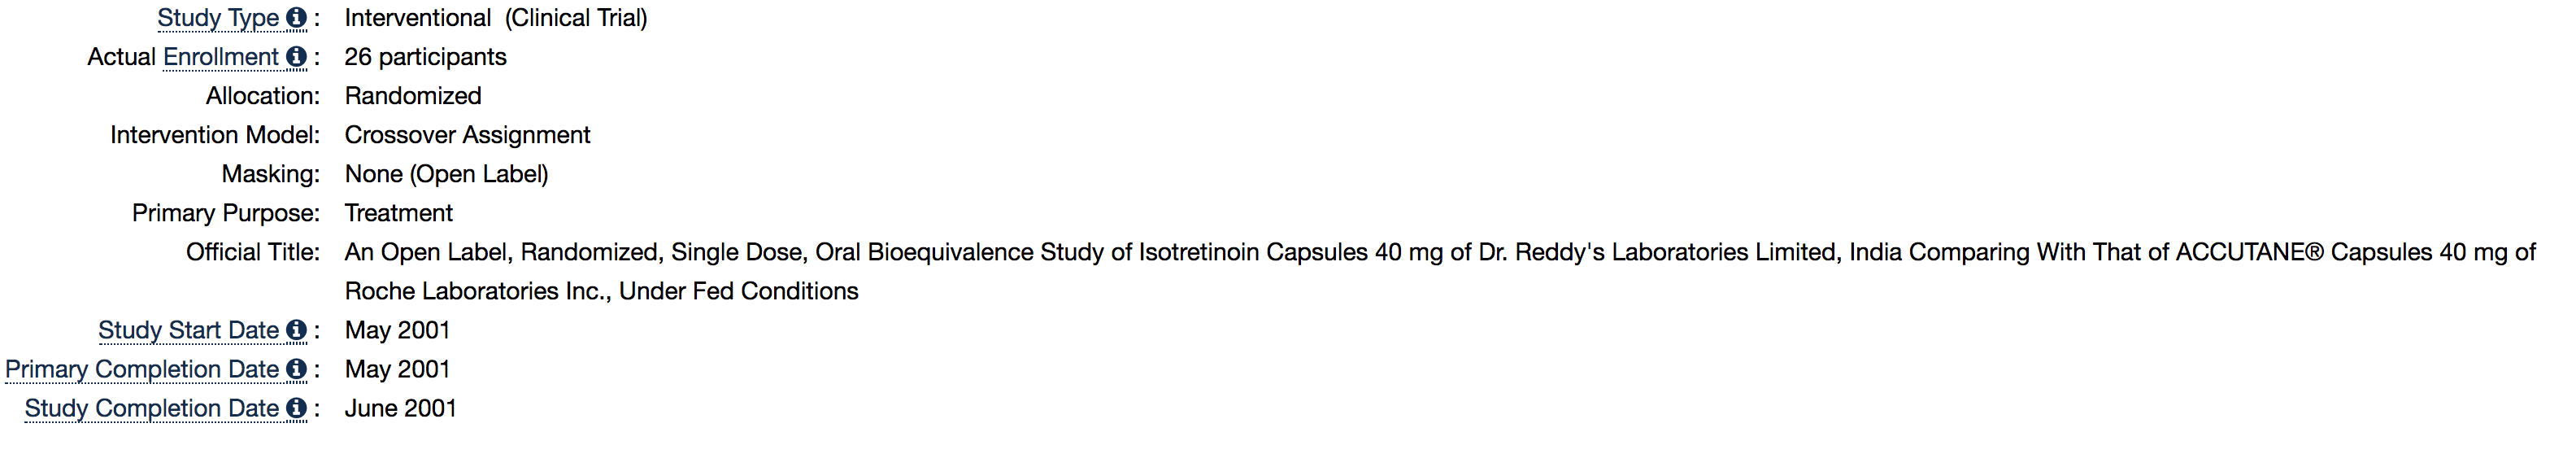 Study Type : Interventional (Clinical Trial)
Actual Enrollment : 26 participants
Allocation: Randomized
Intervention Model: Crossover Assignment
Masking: None (Open Label)
Primary Purpose: Treatment
Official Title: An Open Label, Randomized, Single Dose, Oral Bioequivalence Study of Isotretinoin Capsules 40 mg of Dr. Reddy's Laboratories Limited, India Comparing With That of ACCUTANE® Capsules 40 mg of
Roche Laboratories Inc., Under Fed Conditions
Study Start Date : May 2001
Primary Completion Date : May 2001
Study Completion Date : June 2001